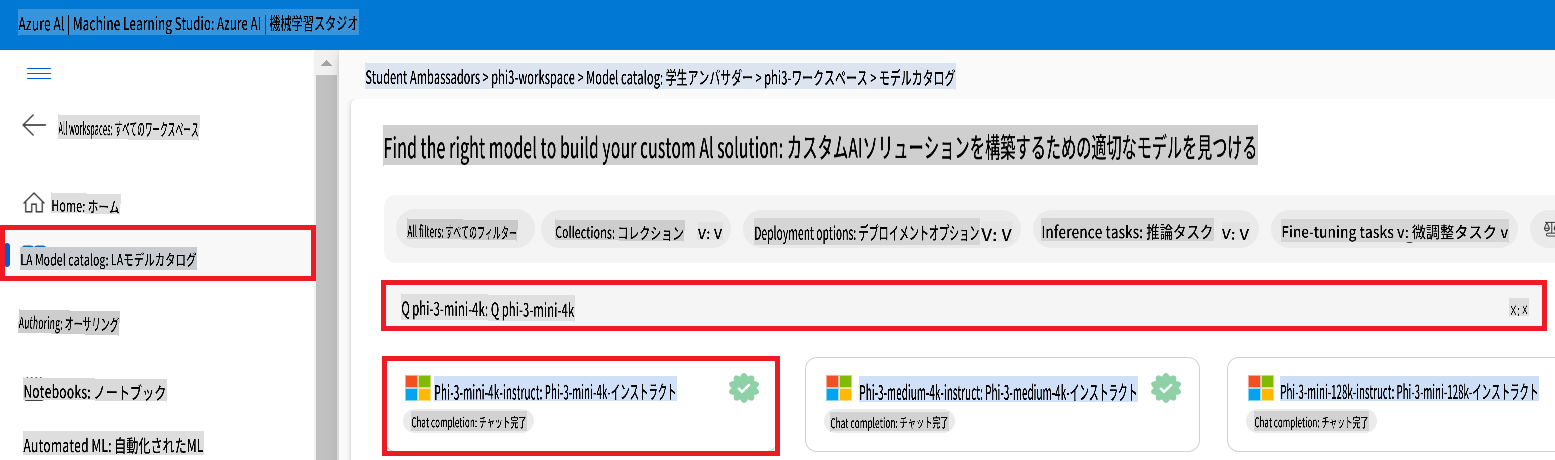 Azure Al | Machine Learning Studio: Azure AI | 機械学習スタジオ
Student Ambassadors > phi3-workspace > Model catalog: 学生アンバサダー > phi3-ワークスペース > モデルカタログ
All workspaces: すべてのワークスペース
Home: ホーム
LA Model catalog: LAモデルカタログ
Authoring: オーサリング
Notebooks: ノートブック
Automated ML: 自動化されたML
Find the right model to build your custom Al solution: カスタムAIソリューションを構築するための適切なモデルを見つける
All filters: すべてのフィルター
Collections: コレクション v: v
Deployment options: デプロイメントオプション v: v
Inference tasks: 推論タスク v: v
Fine-tuning tasks v: 微調整タスク v
Q phi-3-mini-4k: Q phi-3-mini-4k
x: x
Phi-3-mini-4k-instruct: Phi-3-mini-4k-インストラクト
Chat completion: チャット完了
Phi-3-medium-4k-instruct: Phi-3-medium-4k-インストラクト
Chat completion: チャット完了
Phi-3-mini-128k-instruct: Phi-3-mini-128k-インストラクト
Chat completion: チャット完了